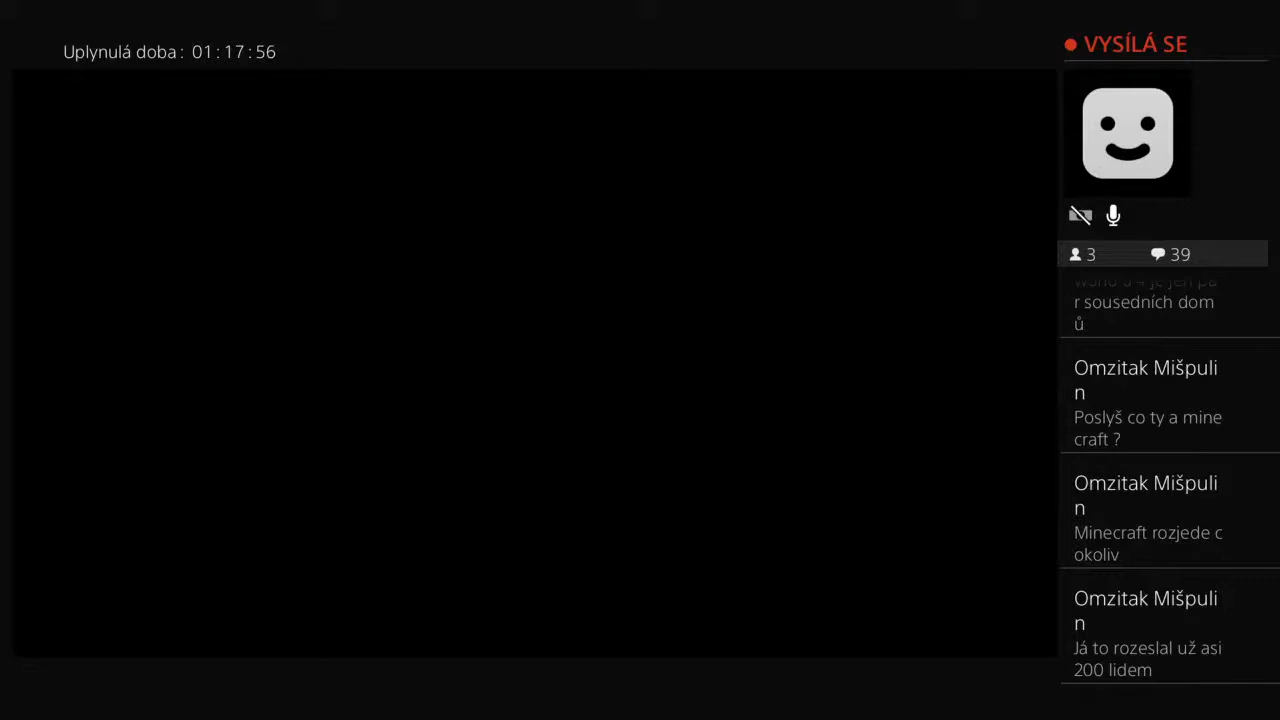 Uplynulá doba: 01:17:56
VYSÍLÁ SE
3 39
r sousedních dom
ů
Omzitak Mišpuli
n
Poslyš co ty a mine
craft ?
Omzitak Mišpuli
n
Minecraft rozjede c
okoliv
Omzitak Mišpuli
n
Já to rozeslal už asi
200 lidem